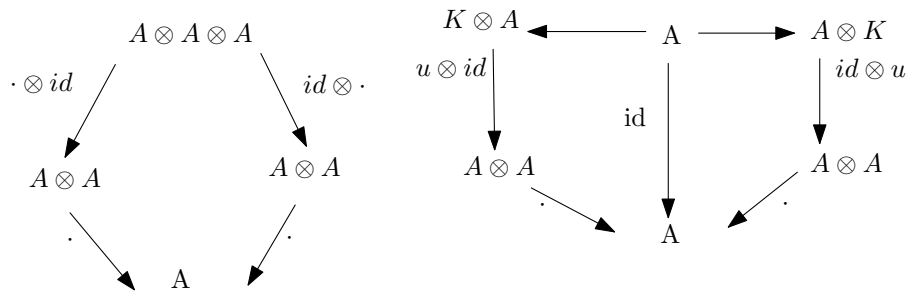 A ⊗ A ⊗ A
· ⊗ id
id ⊗ ·
A ⊗ A
A ⊗ A
·
·
A
K ⊗ A
A
A ⊗ K
u ⊗ id
id ⊗ u
id
A ⊗ A
A ⊗ A
·
·
A